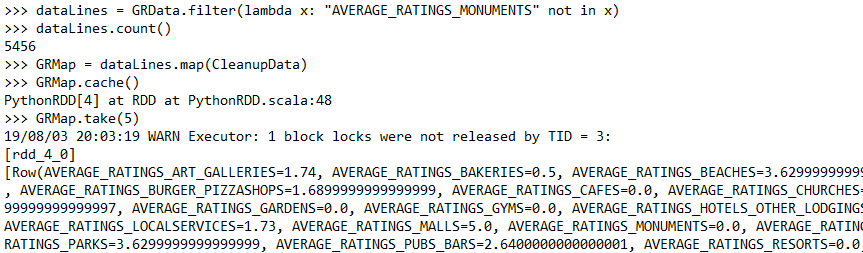 >>> dataLines = GRData.filter(lambda x: "AVERAGE_RATINGS_MONUMENTS" not in x)
>>> dataLines.count()
5456
>>> GRMap = dataLines.map(CleanupData)
>>> GRMap.cache()
PythonRDD[4] at RDD at PythonRDD.scala:48
>>> GRMap.take(5)
19/08/03 20:03:19 WARN Executor: 1 block locks were not released by TID = 3:
[rdd_4_0]
[Row(AVERAGE_RATINGS_ART_GALLERIES=1.74, AVERAGE_RATINGS_BAKERIES=0.5, AVERAGE_RATINGS_BEACHES=3.62999999999
, AVERAGE_RATINGS_BURGER_PIZZASHOPS=1.6899999999999999, AVERAGE_RATINGS_CAFES=0.0, AVERAGE_RATINGS_CHURCHES=
99999999999997, AVERAGE_RATINGS_GARDENS=0.0, AVERAGE_RATINGS_GYMS=0.0, AVERAGE_RATINGS_HOTELS_OTHER_LODGINGS
AVERAGE_RATINGS_LOCALSERVICES=1.73, AVERAGE_RATINGS_MALLS=5.0, AVERAGE_RATINGS_MONUMENTS=0.0, AVERAGE_RATING
RATINGS_PARKS=3.6299999999999999, AVERAGE_RATINGS_PUBS_BARS=2.6400000000000001, AVERAGE_RATINGS_RESORTS=0.0